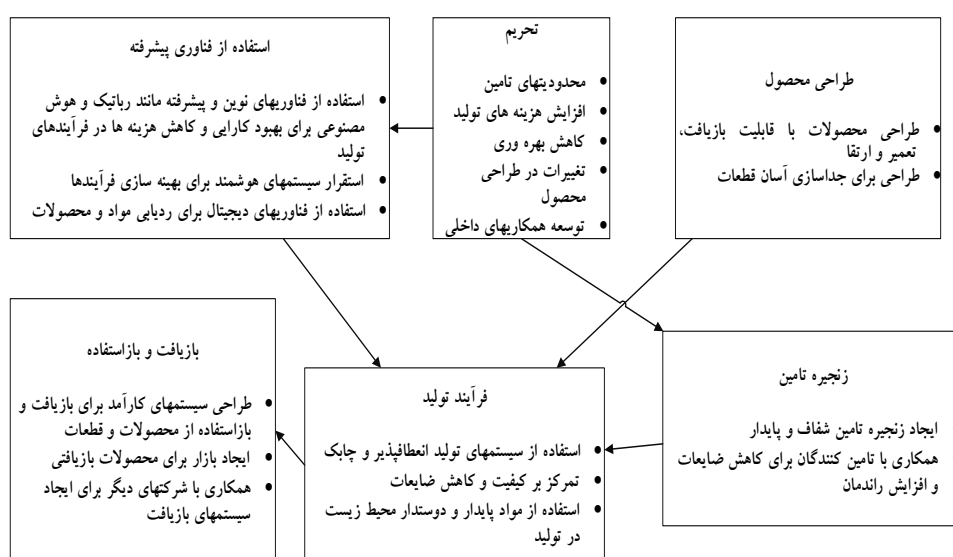 طراحی محصول
• طراحی محصولات با قابلیت بازیافت،
تعمیر و ارتقا
• طراحی برای جداسازی آسان قطعات
تحریم
• محدودیتهای تامین
• افزایش هزینه های تولید
• کاهش بهره وری
• تغییرات در طراحی
محصول
• توسعه همکاریهای داخلی
استفاده از فناوری پیشرفته
• استفاده از فناوریهای نوین و پیشرفته مانند رباتیک و هوش
مصنوعی برای بهبود کارایی و کاهش هزینه ها در فرآیندهای
تولید
• استقرار سیستمهای هوشمند برای بهینه سازی فرآیندها
• استفاده از فناوریهای دیجیتال برای ردیابی مواد و محصولات
زنجیره تامین
ایجاد زنجیره تامین شفاف و پایدار
همکاری با تامین کنندگان برای کاهش ضایعات
و افزایش راندمان
فرآیند تولید
• استفاده از سیستمهای تولید انعطافپذیر و چابک
• تمرکز بر کیفیت و کاهش ضایعات
• استفاده از مواد پایدار و دوستدار محیط زیست
در تولید
بازیافت و بازاستفاده
• طراحی سیستمهای کارآمد برای بازیافت و
بازاستفاده از محصولات و قطعات
• ایجاد بازار برای محصولات بازیافتی
• همکاری با شرکتهای دیگر برای ایجاد
سیستمهای بازیافت